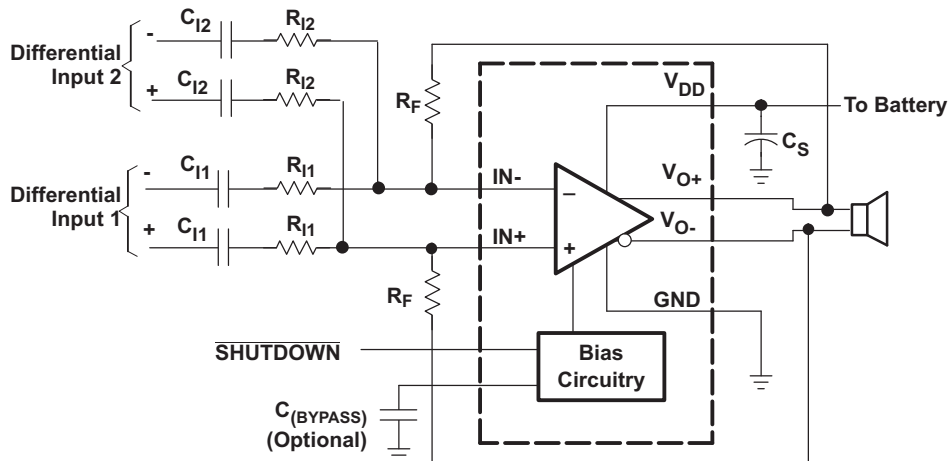 C_I2
R_I2
Differential
Input 2
-
C_I2
R_I2
+
R_F
V_DD
To Battery
C_S
C_I1
R_I1
Differential
Input 1
-
IN-
−
V_O+
C_I1
R_I1
+
IN+
+
V_O-
R_F
GND
SHUTDOWN
Bias
Circuitry
C_(BYPASS)
(Optional)